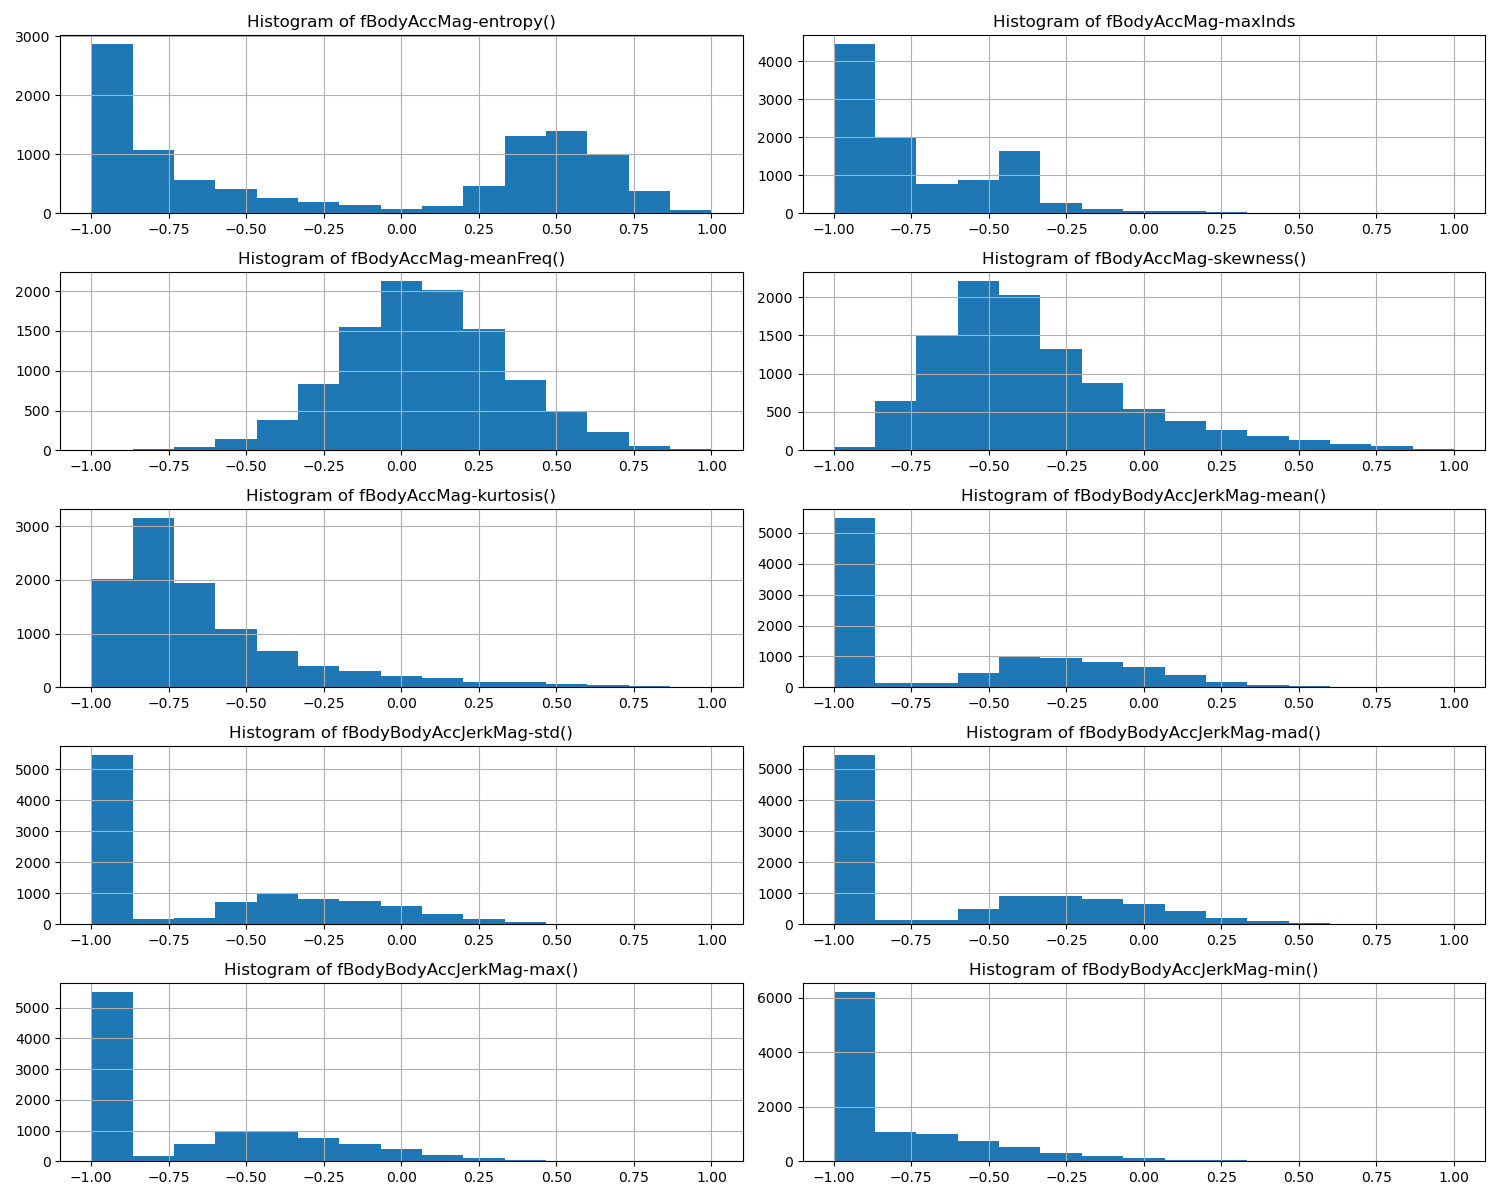 Histogram of fBodyAccMag-entropy()
3000
2000
1000
0
−1.00 −0.75 −0.50 −0.25 0.00 0.25 0.50 0.75 1.00
Histogram of fBodyAccMag-maxInds
4000
3000
2000
1000
0
−1.00 −0.75 −0.50 −0.25 0.00 0.25 0.50 0.75 1.00
Histogram of fBodyAccMag-meanFreq()
2000
1500
1000
500
0
−1.00 −0.75 −0.50 −0.25 0.00 0.25 0.50 0.75 1.00
Histogram of fBodyAccMag-skewness()
2000
1500
1000
500
0
−1.00 −0.75 −0.50 −0.25 0.00 0.25 0.50 0.75 1.00
Histogram of fBodyAccMag-kurtosis()
3000
2000
1000
0
−1.00 −0.75 −0.50 −0.25 0.00 0.25 0.50 0.75 1.00
Histogram of fBodyBodyAccJerkMag-mean()
5000
4000
3000
2000
1000
0
−1.00 −0.75 −0.50 −0.25 0.00 0.25 0.50 0.75 1.00
Histogram of fBodyBodyAccJerkMag-std()
5000
4000
3000
2000
1000
0
−1.00 −0.75 −0.50 −0.25 0.00 0.25 0.50 0.75 1.00
Histogram of fBodyBodyAccJerkMag-mad()
5000
4000
3000
2000
1000
0
−1.00 −0.75 −0.50 −0.25 0.00 0.25 0.50 0.75 1.00
Histogram of fBodyBodyAccJerkMag-max()
5000
4000
3000
2000
1000
0
−1.00 −0.75 −0.50 −0.25 0.00 0.25 0.50 0.75 1.00
Histogram of fBodyBodyAccJerkMag-min()
6000
4000
2000
0
−1.00 −0.75 −0.50 −0.25 0.00 0.25 0.50 0.75 1.00